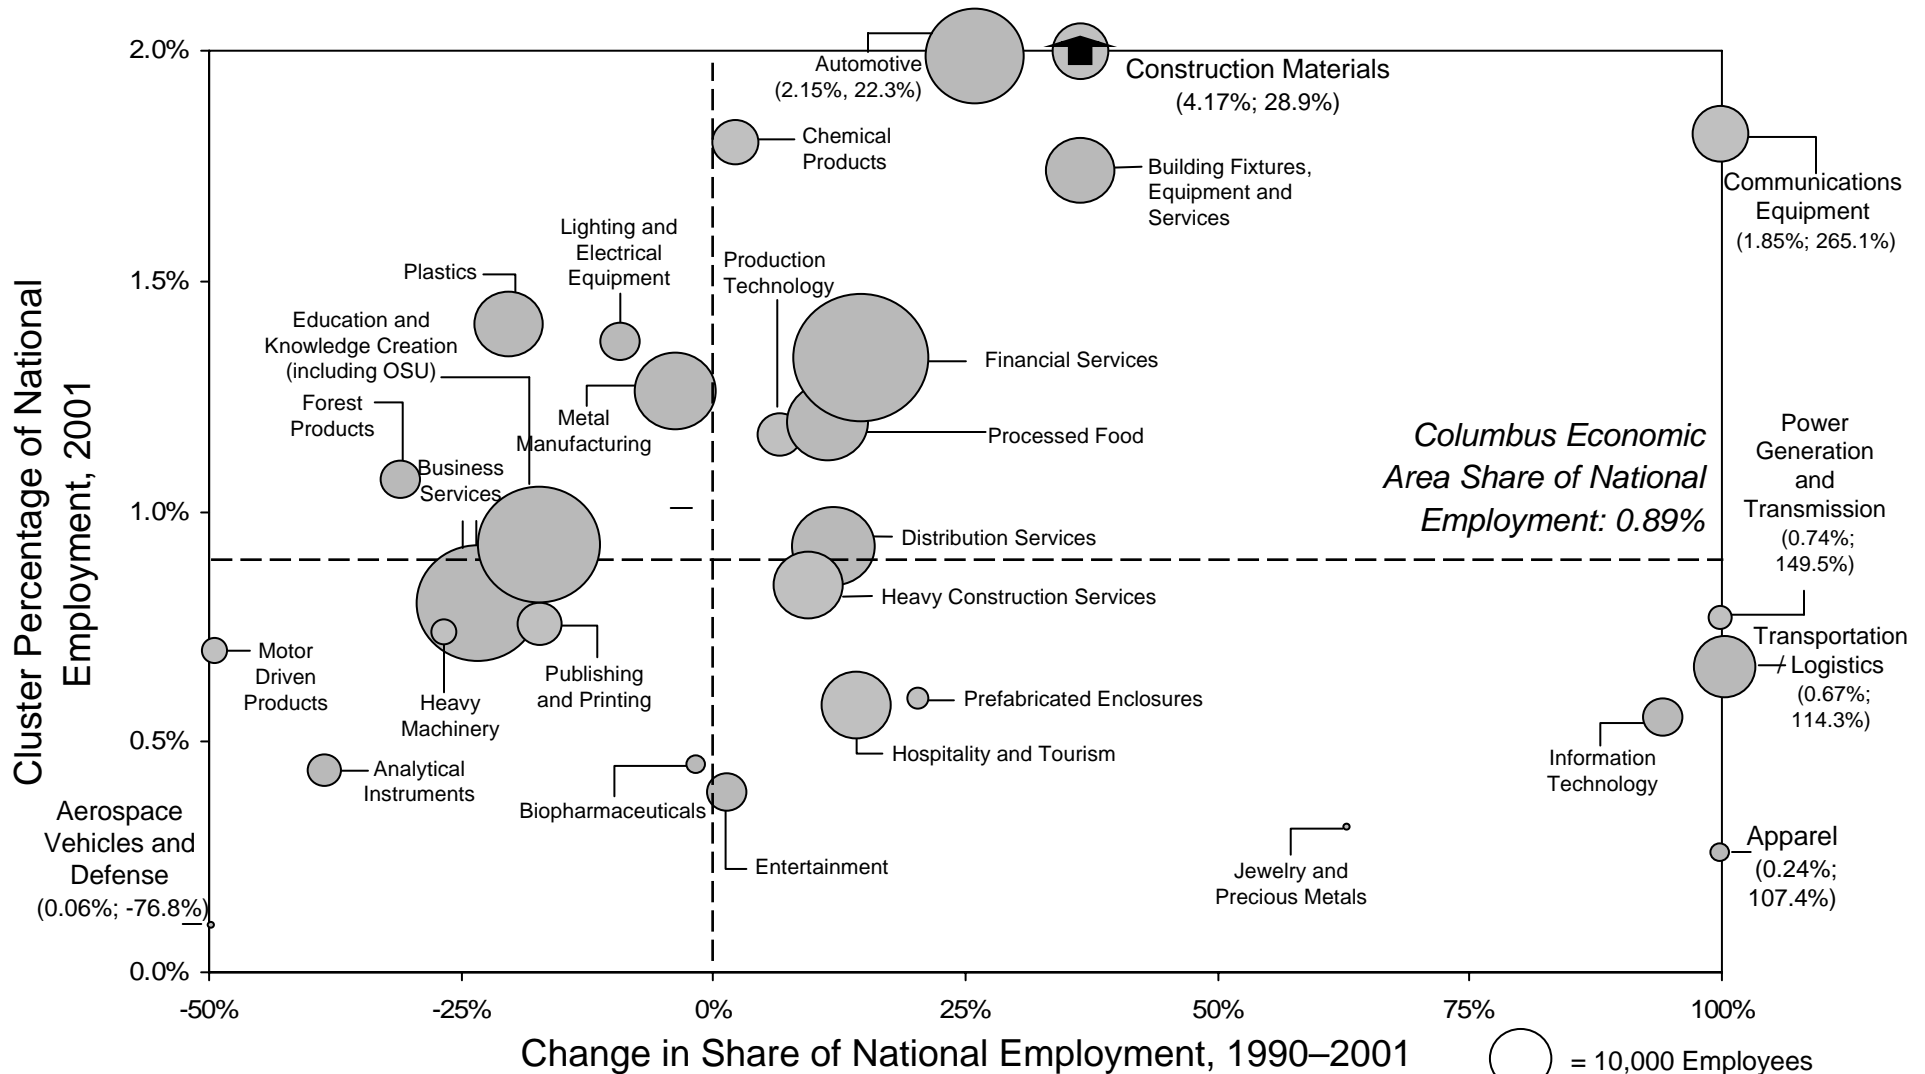 2.0%
1.5%
1.0%
0.5%
0.0%
-50%
-25%
0%
25%
50%
75%
100%
Cluster Percentage of National
Employment, 2001
Change in Share of National Employment, 1990–2001
= 10,000 Employees
Automotive
(2.15%, 22.3%)
Construction Materials
(4.17%; 28.9%)
Chemical
Products
Building Fixtures,
Equipment and
Services
Communications
Equipment
(1.85%; 265.1%)
Lighting and
Electrical
Equipment
Production
Technology
Plastics
Education and
Knowledge Creation
(including OSU)
Financial Services
Forest
Products
Metal
Manufacturing
Processed Food
Columbus Economic
Area Share of National
Employment: 0.89%
Power
Generation
and
Transmission
(0.74%;
149.5%)
Business
Services
Distribution Services
Heavy Construction Services
Motor
Driven
Products
Heavy
Machinery
Publishing
and Printing
Prefabricated Enclosures
Transportation
Logistics
(0.67%;
114.3%)
Hospitality and Tourism
Information
Technology
Analytical
Instruments
Biopharmaceuticals
Aerospace
Vehicles and
Defense
(0.06%; -76.8%)
Entertainment
Jewelry and
Precious Metals
Apparel
(0.24%;
107.4%)